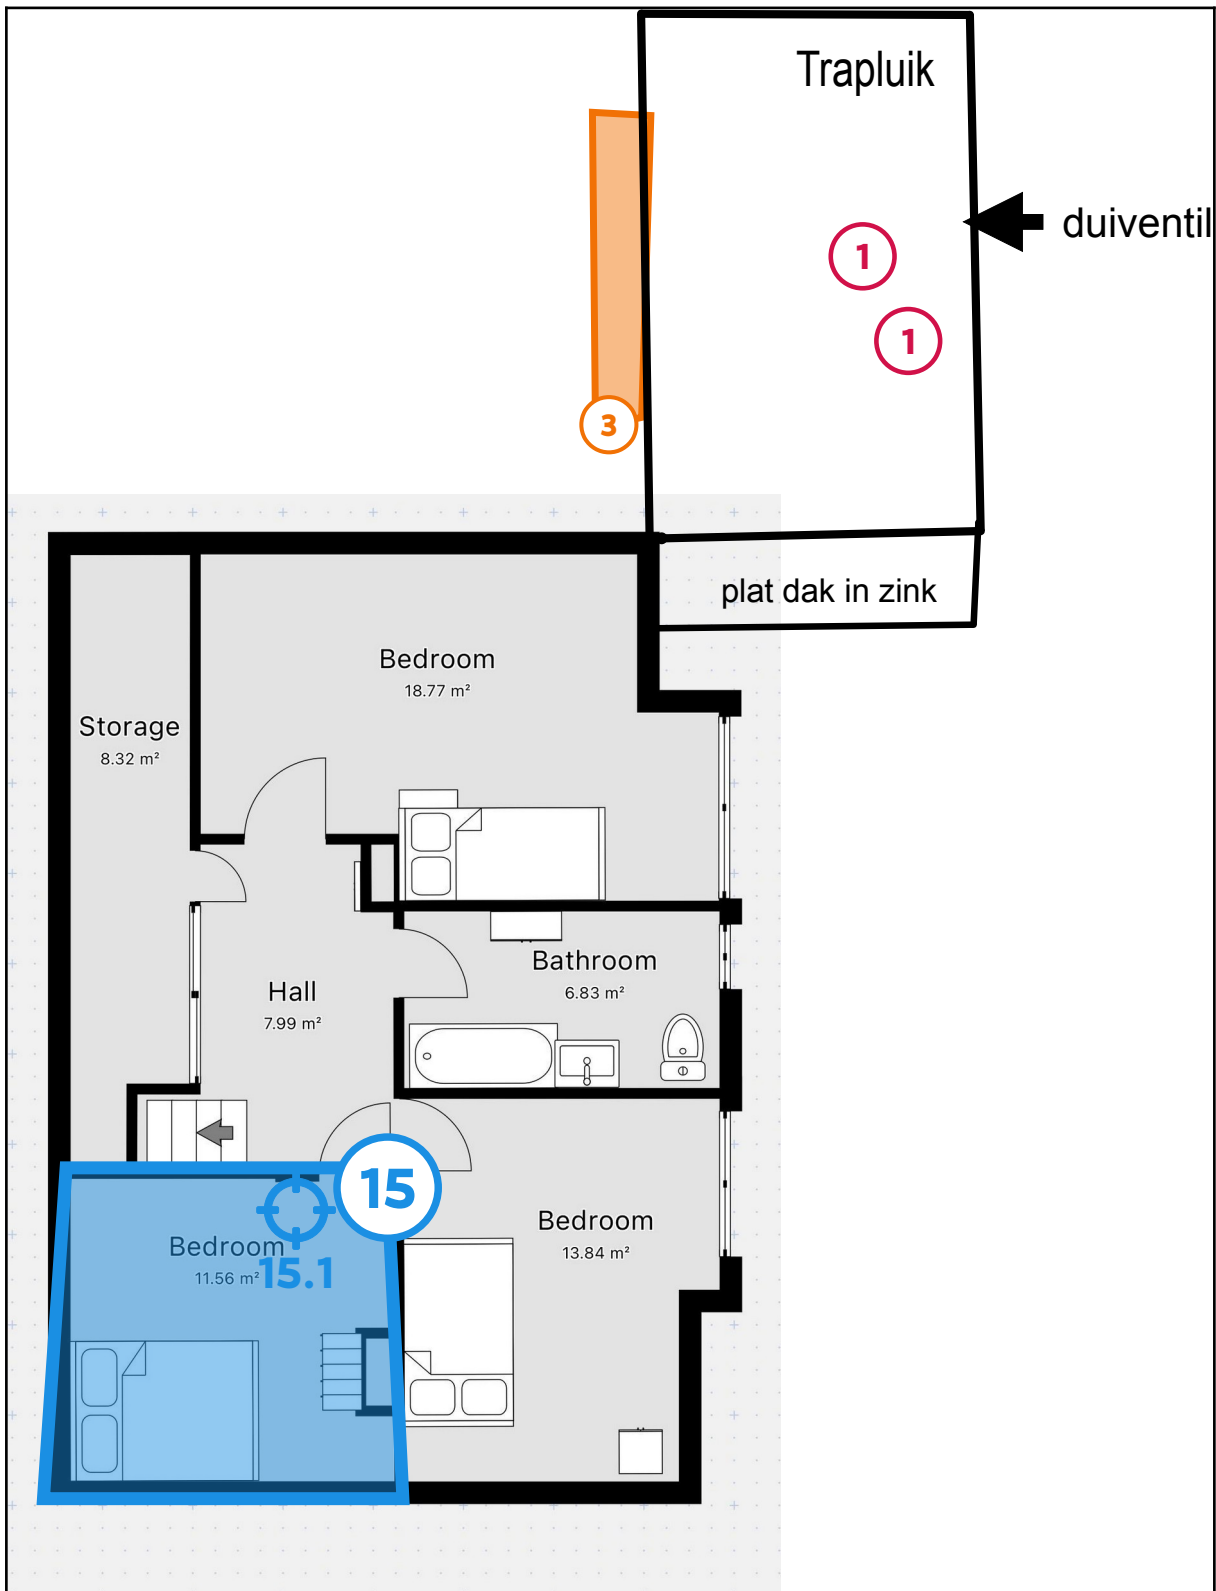 Trapluik
duiventil
1
1
3
plat dak in zink
Bedroom
18.77 m²
Storage
8.32 m²
Bathroom
6.83 m²
Hall
7.99 m²
15
Bedroom
13.84 m²
Bedroom
11.56 m²
15.1